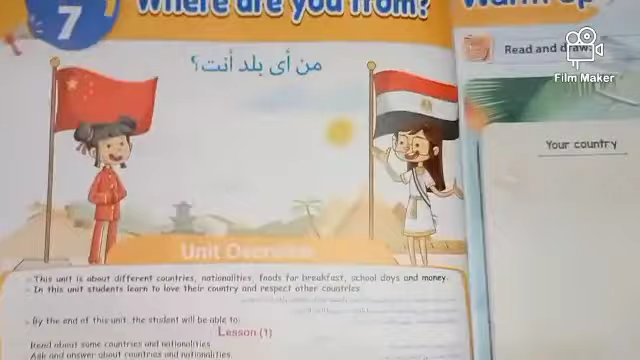 7
Where are you from?
من أى بلد أنت؟
Unit Overview
This unit is about different countries, nationalities, foods for breakfast, school days and money.
In this unit students learn to love their country and respect other countries.
By the end of this unit, the student will be able to:
Lesson (1)
Read about some countries and nationalities.
Ask and answer about countries and nationalities.
Warm up
Read and draw
Your country
Film Maker